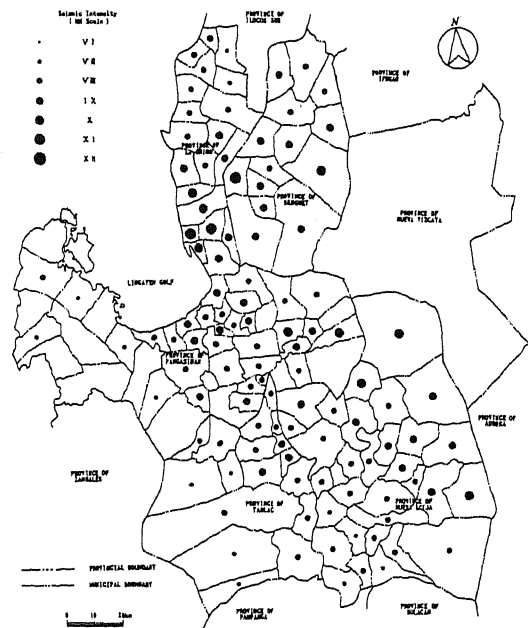 Seismic Intensity
( MM Scale )
VI
VII
VIII
IX
X
XI
XII
PROVINCE OF
ILOCOS SUR
N
PROVINCE OF
IFUGAO
PROVINCE OF
LA UNION
PROVINCE OF
BENGUET
PROVINCE OF
NUEVA VIZCAYA
LINGAYEN GULF
PROVINCE OF
PANGASINAN
PROVINCE OF
AURORA
PROVINCE OF
ZAMBALES
PROVINCE OF
TARLAC
PROVINCE OF
NUEVA ECIJA
PROVINCIAL BOUNDARY
MUNICIPAL BOUNDARY
0 10 20km
PROVINCE OF
PAMPANGA
PROVINCE OF
BULACAN